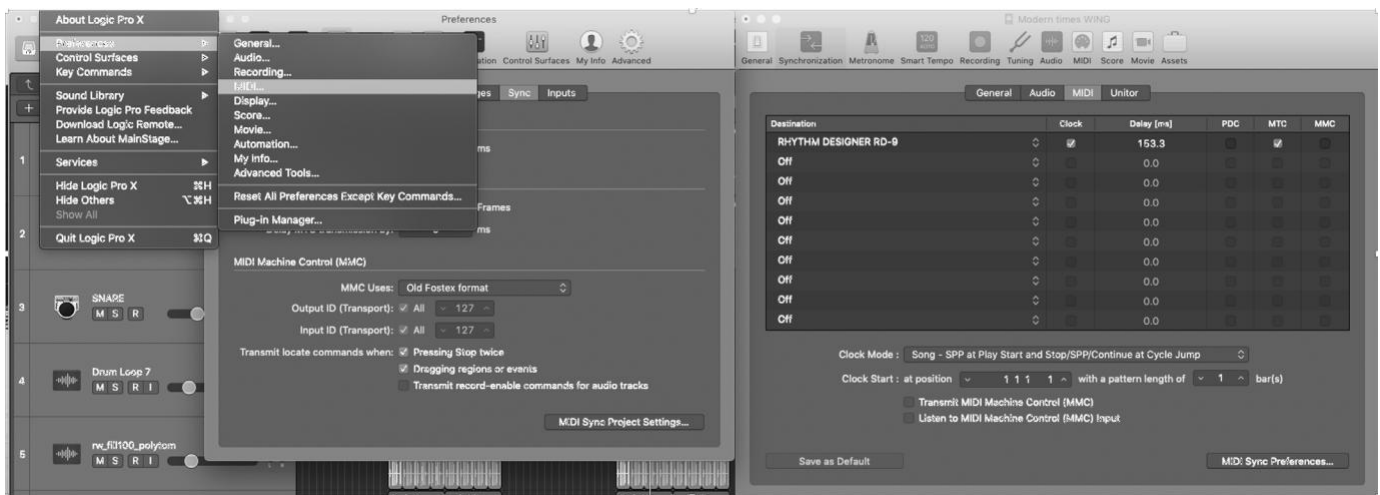 About Logic Pro X
Preferences
Control Surfaces
Key Commands
Sound Library
Provide Logic Pro Feedback
Download Logic Remote...
Learn About MainStage...
Services
Hide Logic Pro X ⌘H
Hide Others ⌥⌘H
Show All
Quit Logic Pro X ⌘Q
General...
Audio...
Recording...
MIDI...
Display...
Score...
Movie...
Automation...
My Info...
Advanced Tools...
Reset All Preferences Except Key Commands...
Plug-in Manager...
1
2
3 SNARE
M S R
4 Drum Loop 7
M S R I
5 rw_fill100_polytom
M S R I
Preferences
Control Surfaces My Info Advanced
Sync Inputs
ms
Frames
ms
MIDI Machine Control (MMC)
MMC Uses: Old Fostex format
Output ID (Transport): All 127
Input ID (Transport): All 127
Transmit locate commands when: Pressing Stop twice
Dragging regions or events
Transmit record-enable commands for audio tracks
MIDI Sync Project Settings...
Modern times WING
120
General Synchronization Metronome Smart Tempo Recording Tuning Audio MIDI Score Movie Assets
General Audio MIDI Unitor
Destination Clock Delay [ms] PDC MTC MMC
RHYTHM DESIGNER RD-9 153.3
Off 0.0
Off 0.0
Off 0.0
Off 0.0
Off 0.0
Off 0.0
Off 0.0
Off 0.0
Off 0.0
Clock Mode : Song - SPP at Play Start and Stop/SPP/Continue at Cycle Jump
Clock Start : at position 1 1 1 1 with a pattern length of 1 bar(s)
Transmit MIDI Machine Control (MMC)
Listen to MIDI Machine Control (MMC) Input
Save as Default MIDI Sync Preferences...